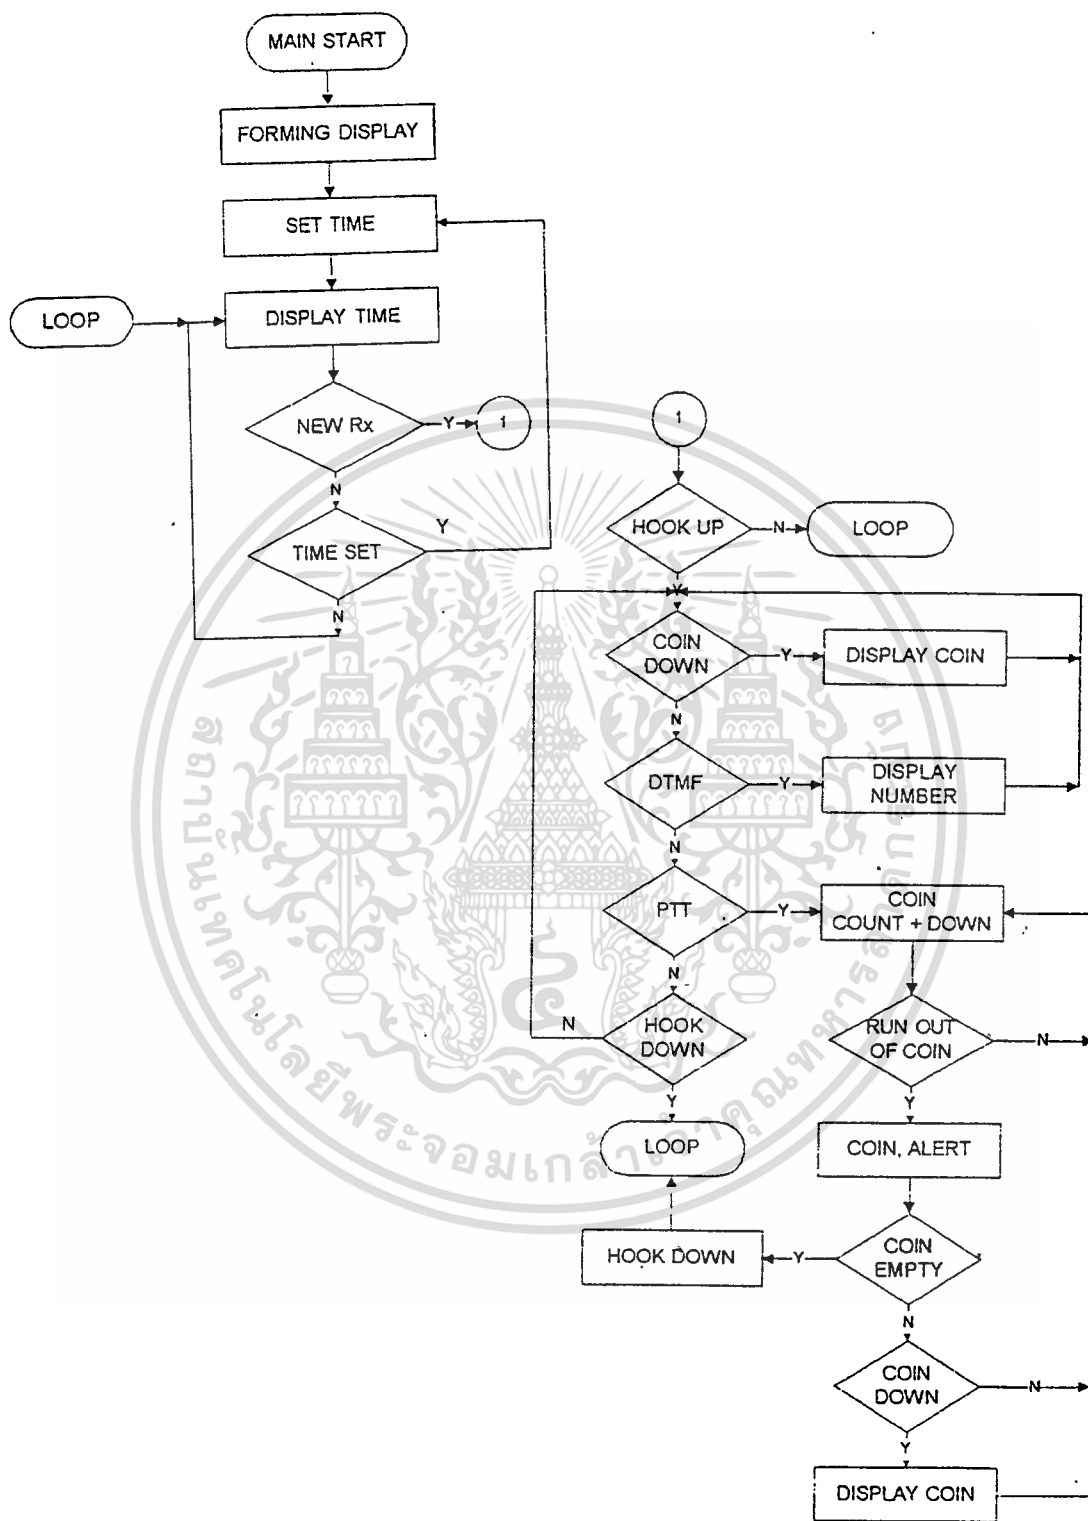 MAIN START
FORMING DISPLAY
SET TIME
LOOP
DISPLAY TIME
NEW Rx
Y
1
N
TIME SET
Y
N
1
HOOK UP
N
LOOP
Y
COIN
DOWN
Y
DISPLAY COIN
N
DTMF
Y
DISPLAY
NUMBER
N
PTT
Y
COIN
COUNT + DOWN
N
HOOK
DOWN
N
RUN OUT
OF COIN
N
Y
Y
LOOP
COIN, ALERT
HOOK DOWN
Y
COIN
EMPTY
N
COIN
DOWN
N
Y
DISPLAY COIN